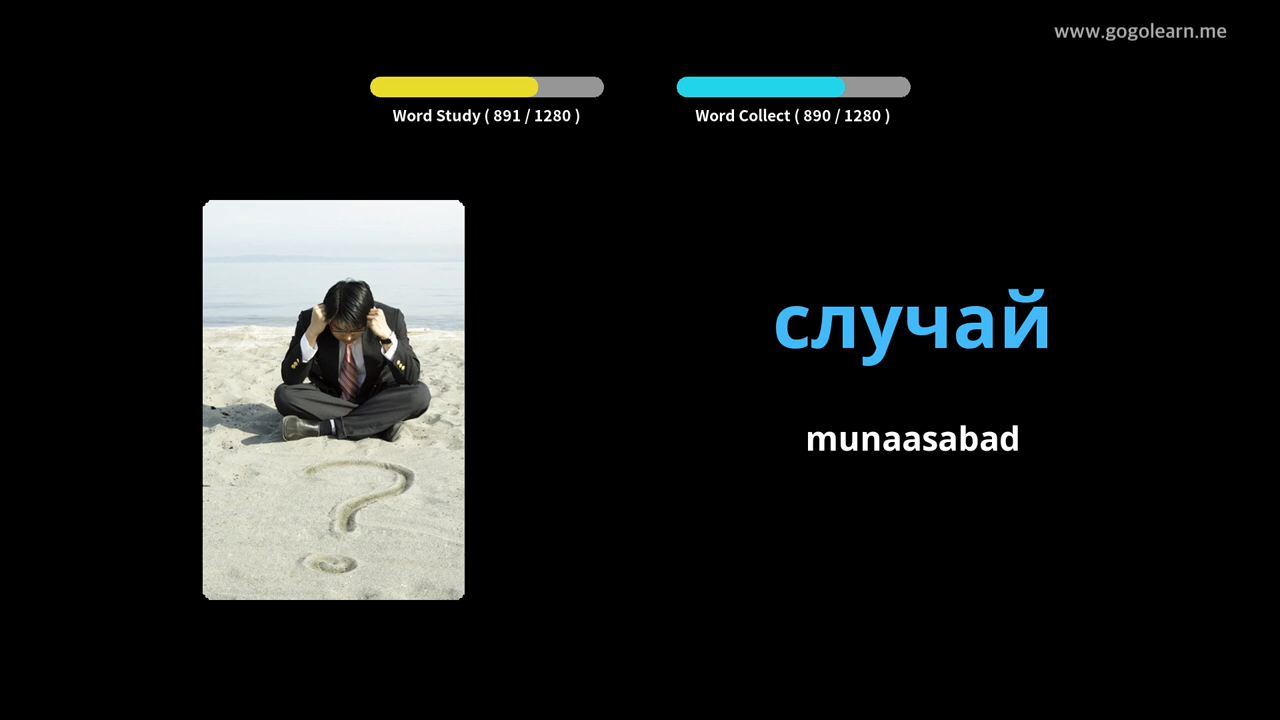 www.gogolearn.me
Word Study ( 891 / 1280 )
Word Collect ( 890 / 1280 )
случай
munaasabad
?